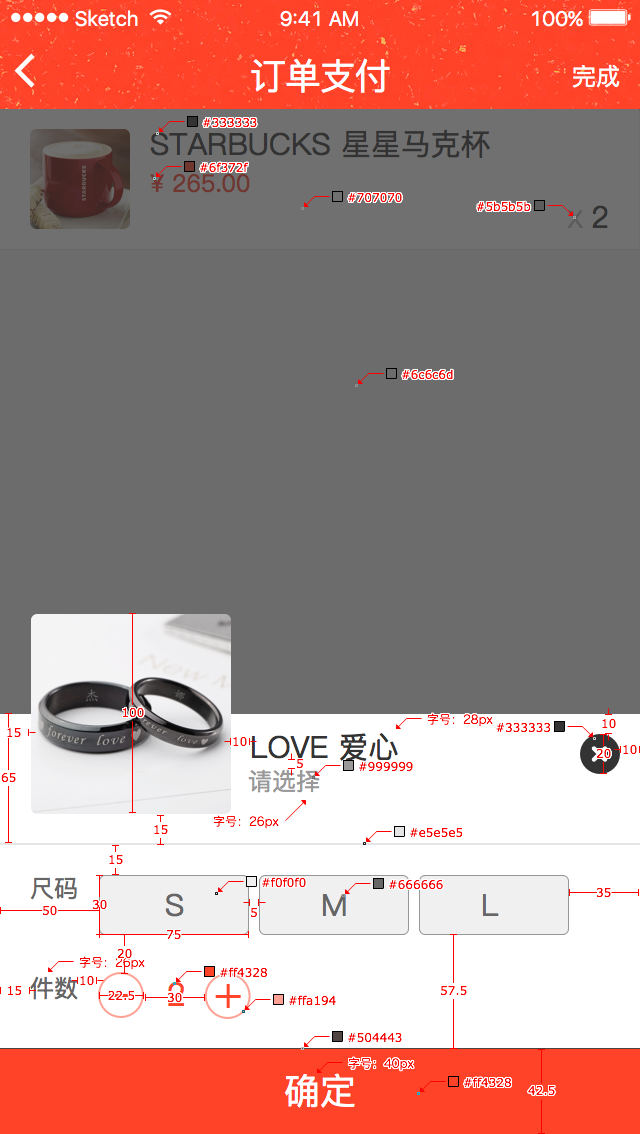 Sketch 9:41 AM 100%
订单支付 完成
#333333
STARBUCKS 星星马克杯
#6f372f
¥ 265.00
#707070
#5b5b5b
x 2
#6c6c6d
100
forever love
forever love
字号：28px
#333333
10
15
10
LOVE 爱心
20
10
5
#999999
65
请选择
字号：26px
15
#e5e5e5
15
尺码
#f0f0f0
#666666
35
30
S
M
L
50
5
75
20
字号：26px
10
#ff4328
件数
15
22.5
30
2
#ffa194
57.5
#504443
字号：40px
确定
#ff4328
42.5